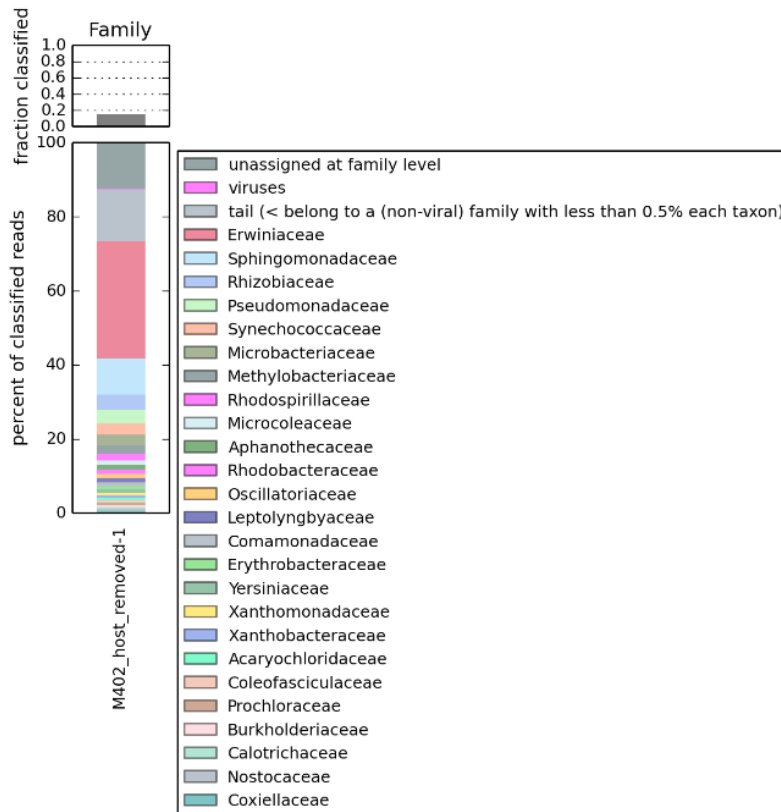 Family
fraction classified
1.0
0.8
0.6
0.4
0.2
0.0
percent of classified reads
100
80
60
40
20
0
M402_host_removed-1
unassigned at family level
viruses
tail (< belong to a (non-viral) family with less than 0.5% each taxon)
Erwiniaceae
Sphingomonadaceae
Rhizobiaceae
Pseudomonadaceae
Synechococcaceae
Microbacteriaceae
Methylobacteriaceae
Rhodospirillaceae
Microcoleaceae
Aphanothecaceae
Rhodobacteraceae
Oscillatoriaceae
Leptolyngbyaceae
Comamonadaceae
Erythrobacteraceae
Yersiniaceae
Xanthomonadaceae
Xanthobacteraceae
Acaryochloridaceae
Coleofasciculaceae
Prochloraceae
Burkholderiaceae
Calotrichaceae
Nostocaceae
Coxiellaceae